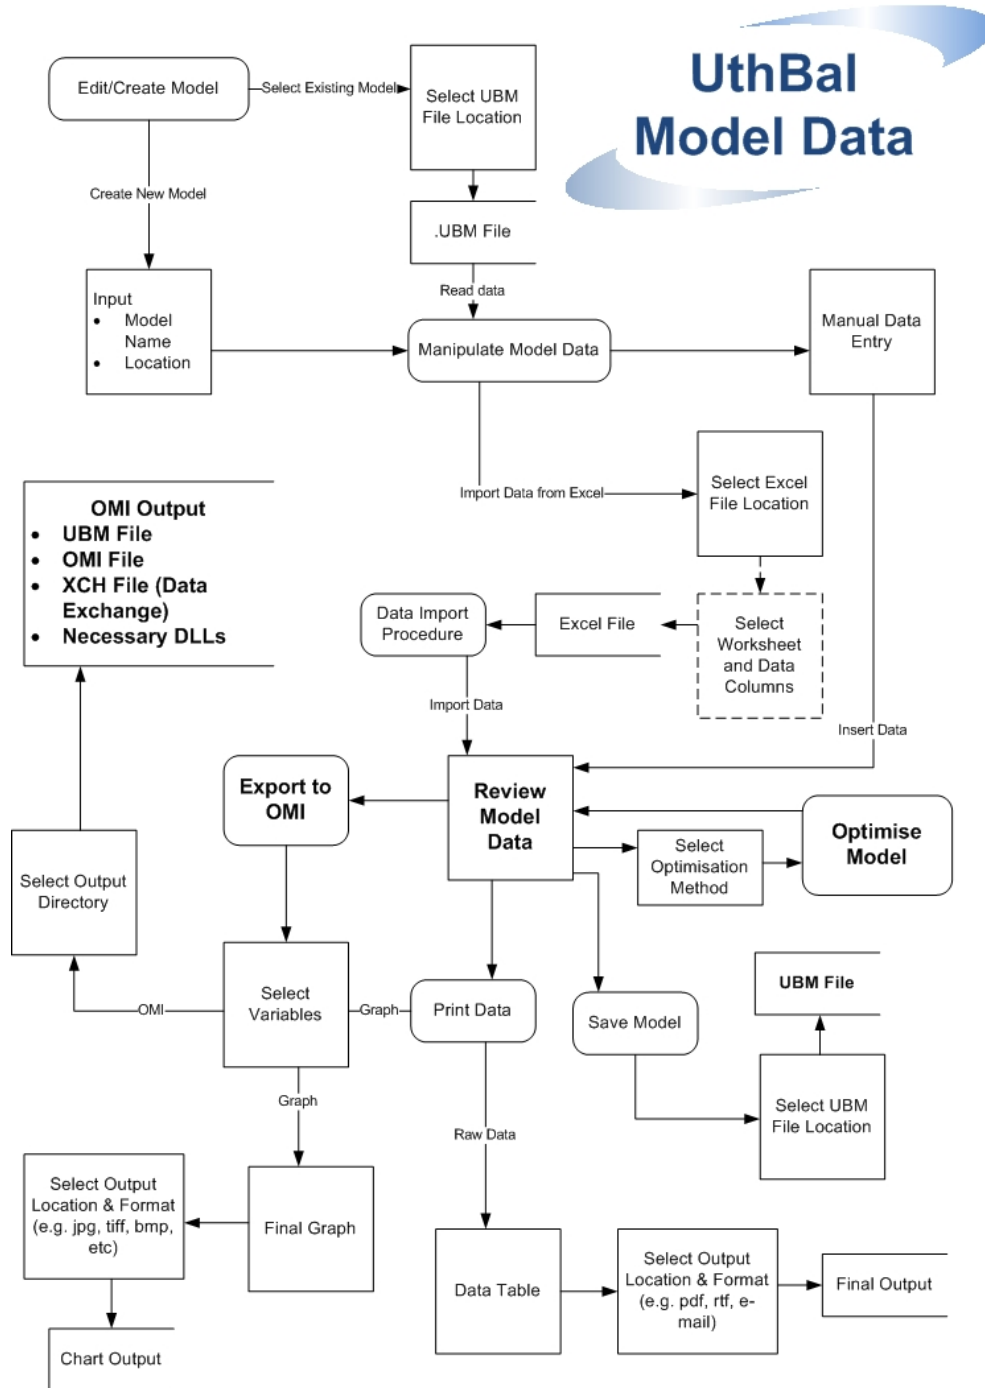 UthBal
Model Data
Edit/Create Model
Select Existing Model
Select UBM
File Location
Create New Model
.UBM File
Read data
Input
• Model
Name
• Location
Manipulate Model Data
Manual Data
Entry
Import Data from Excel
Select Excel
File Location
OMI Output
• UBM File
• OMI File
• XCH File (Data
Exchange)
• Necessary DLLs
Data Import
Procedure
Excel File
Select
Worksheet
and Data
Columns
Import Data
Insert Data
Export to
OMI
Review
Model
Data
Optimise
Model
Select
Optimisation
Method
Select Output
Directory
UBM File
Select
Variables
OMI
Graph
Print Data
Save Model
Graph
Raw Data
Select UBM
File Location
Select Output
Location & Format
(e.g. jpg, tiff, bmp,
etc)
Final Graph
Data Table
Select Output
Location & Format
(e.g. pdf, rtf, e-
mail)
Final Output
Chart Output